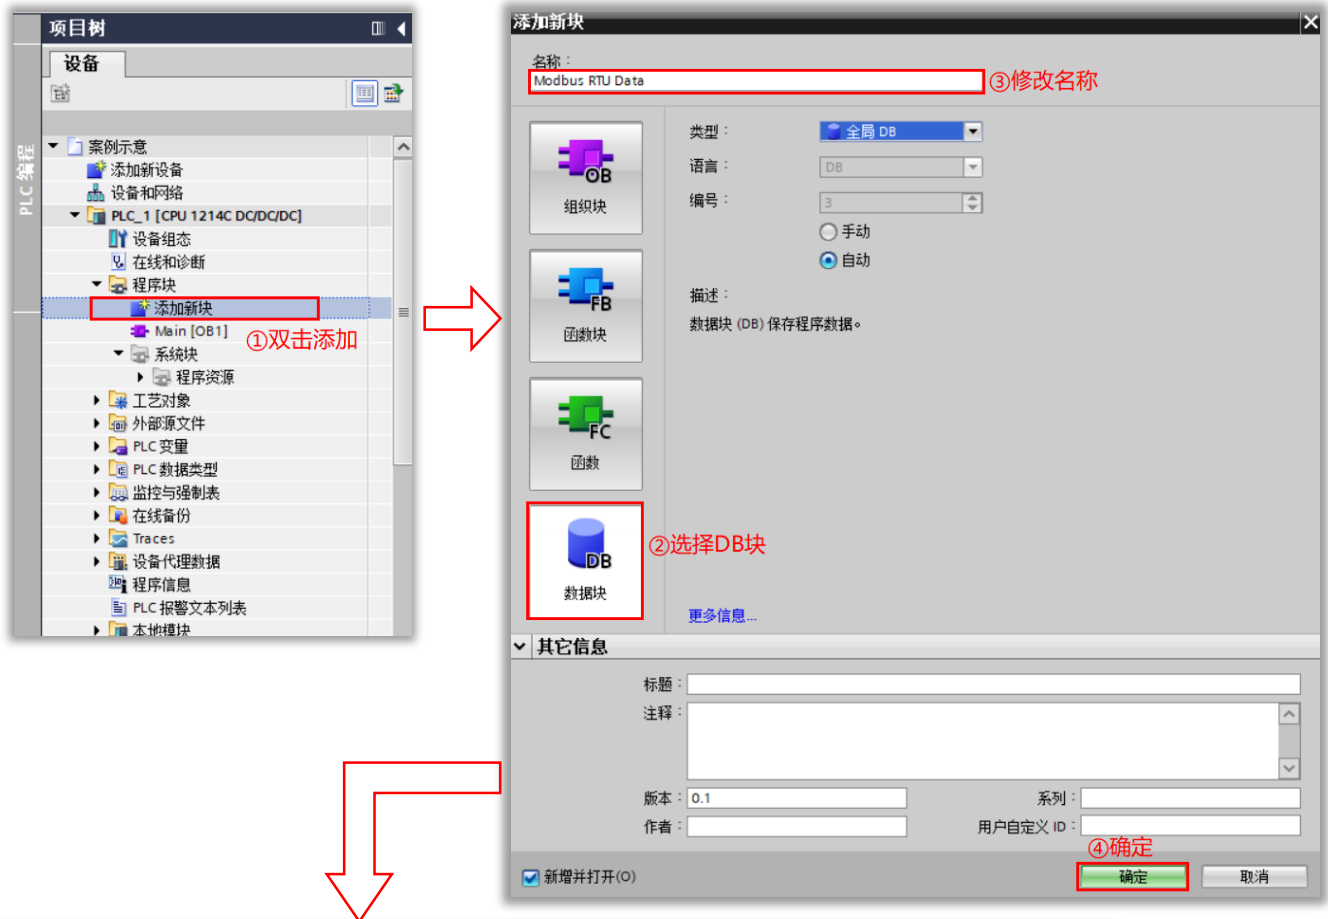 项目树
设备
PLC 编程
案例示意
添加新设备
设备和网络
PLC_1 [CPU 1214C DC/DC/DC]
设备组态
在线和诊断
程序块
添加新块
Main [OB1]
①双击添加
系统块
程序资源
工艺对象
外部源文件
PLC 变量
PLC 数据类型
监控与强制表
在线备份
Traces
设备代理数据
程序信息
PLC 报警文本列表
本地模块
添加新块
名称：
Modbus RTU Data
③修改名称
OB
组织块
FB
函数块
FC
函数
DB
数据块
②选择DB块
类型：
全局 DB
语言：
DB
编号：
3
手动
自动
描述：
数据块 (DB) 保存程序数据。
更多信息...
其它信息
标题：
注释：
版本：
0.1
系列：
作者：
用户自定义 ID：
④确定
新增并打开(O)
确定
取消